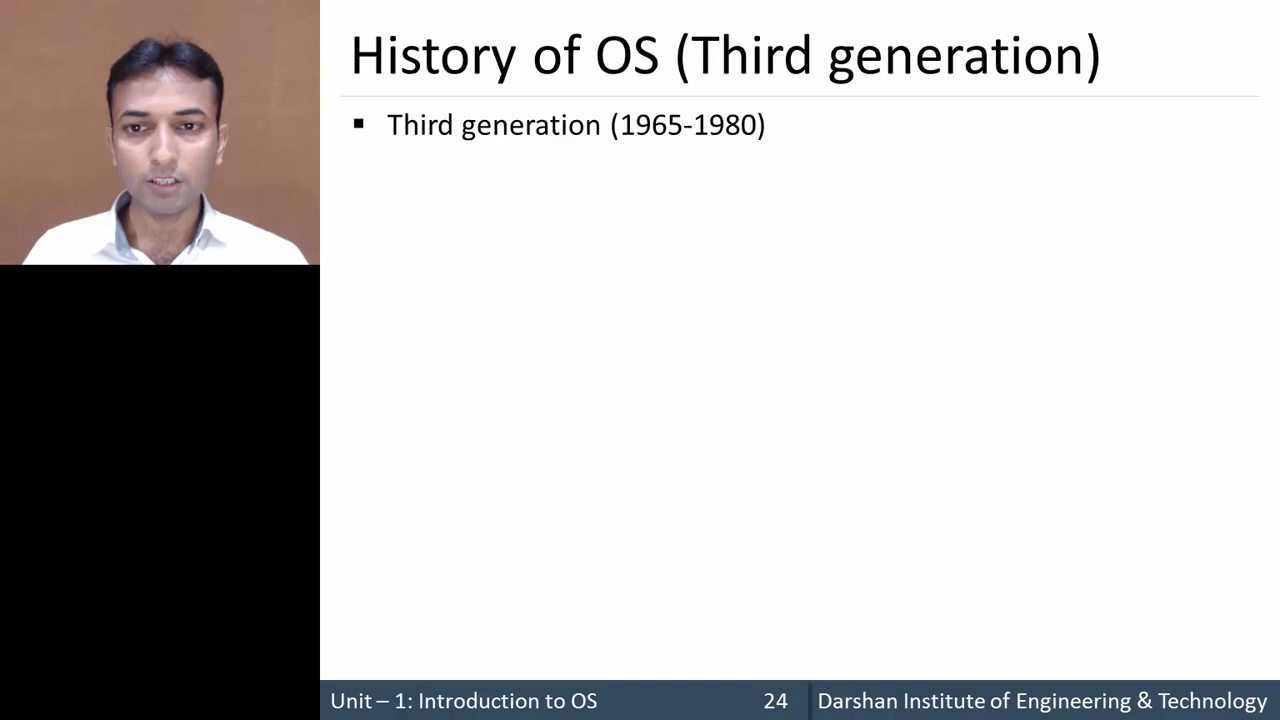 History of OS (Third generation)
▪ Third generation (1965-1980)
Unit – 1: Introduction to OS 24 Darshan Institute of Engineering & Technology